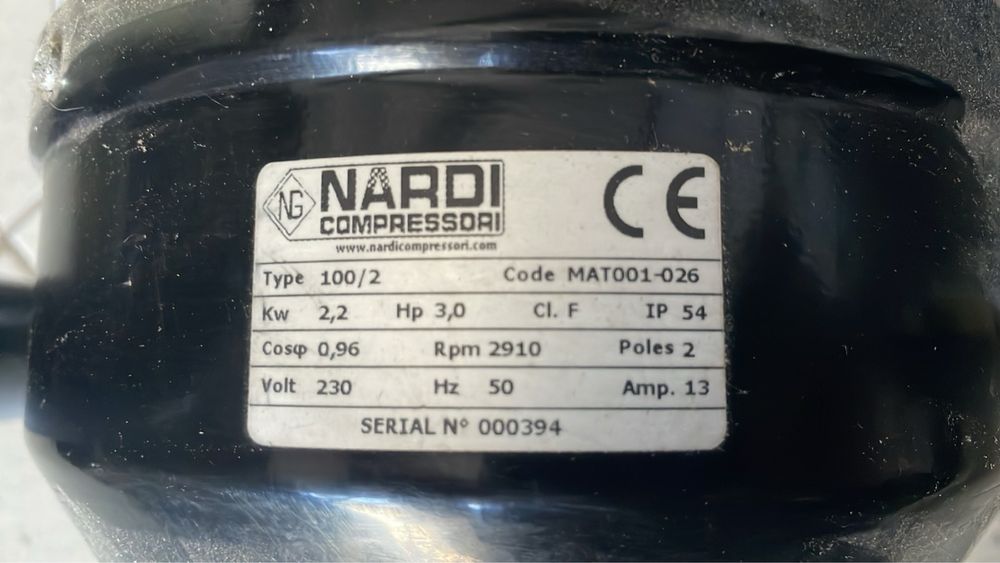 NG NARDI
COMPRESSORI CE
www.nardicompressori.com
Type 100/2 Code MAT001-026
Kw 2,2 Hp 3,0 Cl. F IP 54
Cosφ 0,96 Rpm 2910 Poles 2
Volt 230 Hz 50 Amp. 13
SERIAL N° 000394